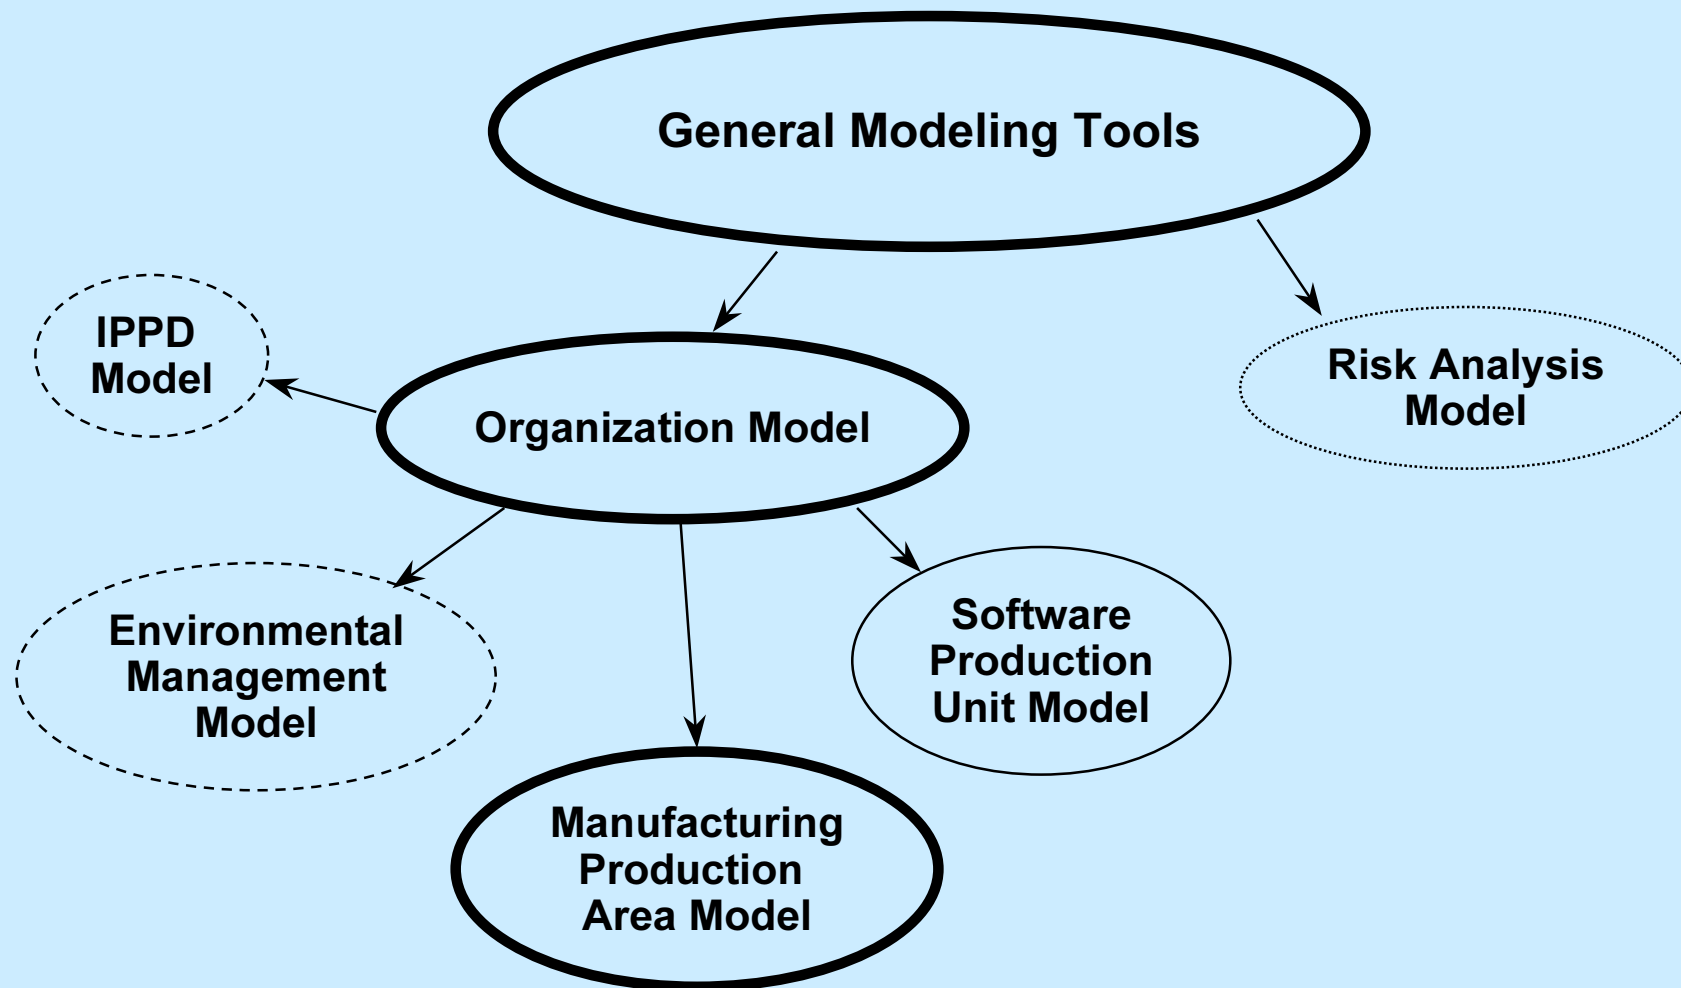 General Modeling Tools
IPPD
Model
Risk Analysis
Model
Organization Model
Environmental
Management
Model
Software
Production
Unit Model
Manufacturing
Production
Area Model